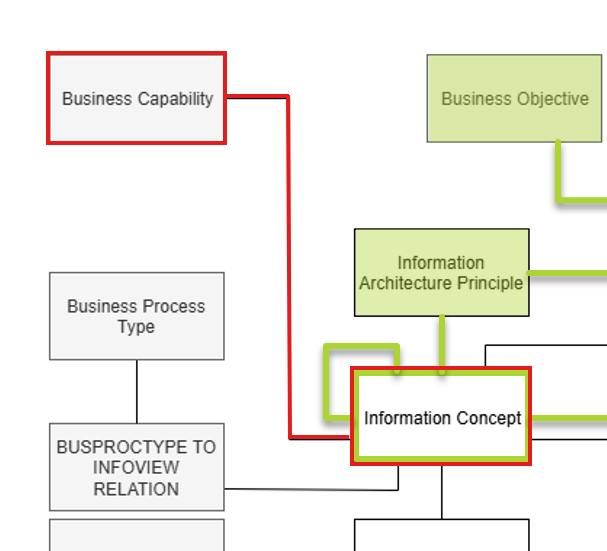 Business Capability
Business Objective
Information
Architecture Principle
Business Process
Type
Information Concept
BUSPROCTYPE TO
INFOVIEW
RELATION